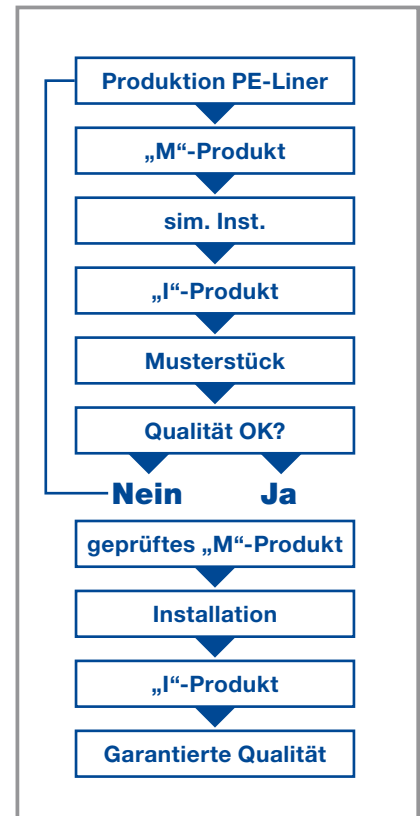 Produktion PE-Liner
„M“-Produkt
sim. Inst.
„I“-Produkt
Musterstück
Qualität OK?
Nein Ja
geprüftes „M“-Produkt
Installation
„I“-Produkt
Garantierte Qualität